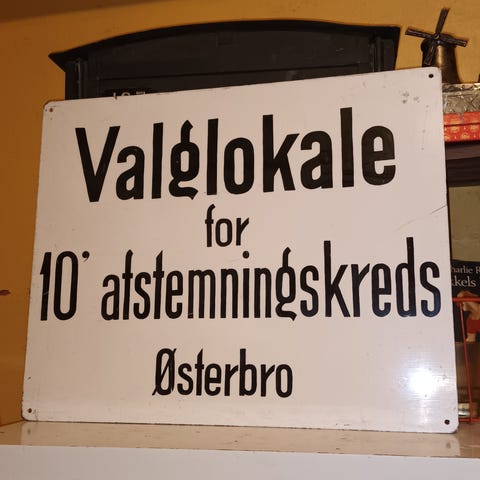 Valglokale
for
10' afstemningskreds
Østerbro